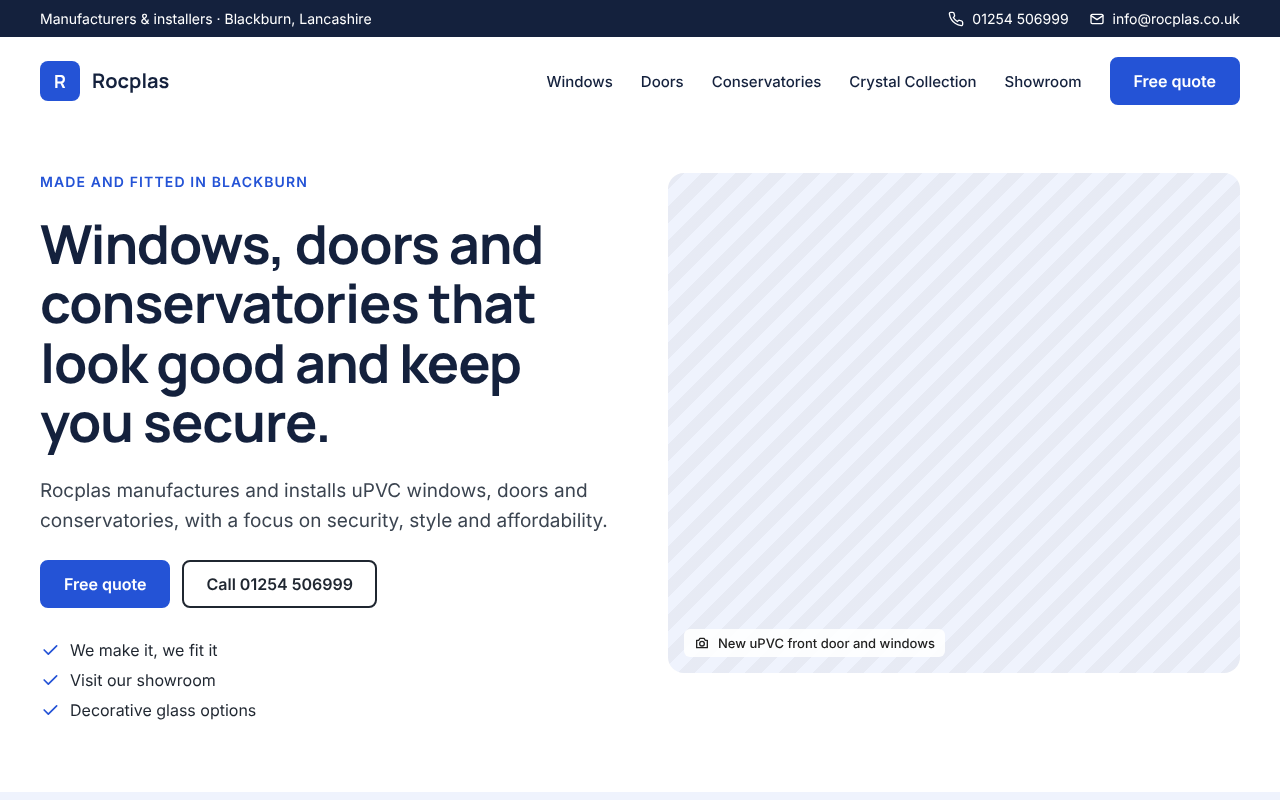 Manufacturers & installers · Blackburn, Lancashire
01254 506999
info@rocplas.co.uk
R
Rocplas
Windows
Doors
Conservatories
Crystal Collection
Showroom
Free quote
MADE AND FITTED IN BLACKBURN
Windows, doors and
conservatories that
look good and keep
you secure.
Rocplas manufactures and installs uPVC windows, doors and
conservatories, with a focus on security, style and affordability.
Free quote
Call 01254 506999
We make it, we fit it
Visit our showroom
Decorative glass options
New uPVC front door and windows